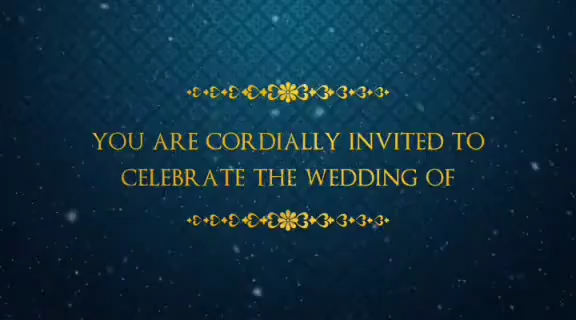 YOU ARE CORDIALLY INVITED TO
CELEBRATE THE WEDDING OF